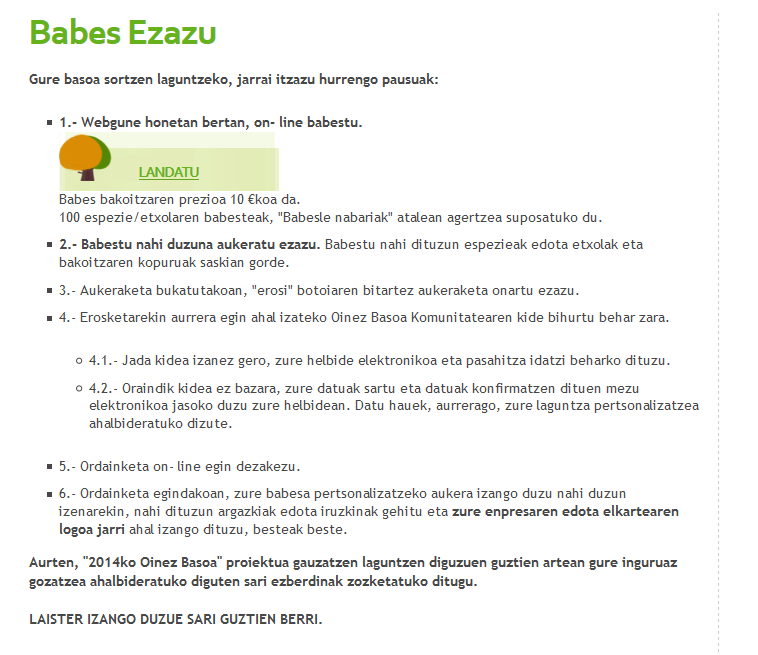 Babes Ezazu
Gure basoa sortzen laguntzeko, jarrai itzazu hurrengo pausuak:
1.- Webgune honetan bertan, on- line babestu.
LANDATU
Babes bakoitzaren prezioa 10 €koa da.
100 espezie/etxolaren babesteak, "Babesle nabariak" atalean agertzea suposatuko du.
2.- Babestu nahi duzuna aukeratu ezazu. Babestu nahi dituzun espezieak edota etxolak eta
bakoitzaren kopuruak saskian gorde.
3.- Aukeraketa bukatutakoan, "erosi" botoiaren bitartez aukeraketa onartu ezazu.
4.- Erosketarekin aurrera egin ahal izateko Oinez Basoa Komunitatearen kide bihurtu behar zara.
4.1.- Jada kidea izanez gero, zure helbide elektronikoa eta pasahitza idatzi beharko dituzu.
4.2.- Oraindik kidea ez bazara, zure datuak sartu eta datuak konfirmatzen dituen mezu
elektronikoa jasoko duzu zure helbidean. Datu hauek, aurrerago, zure laguntza pertsonalizatzea
ahalbideratuko dizute.
5.- Ordainketa on- line egin dezakezu.
6.- Ordainketa egindakoan, zure babesa pertsonalizatzeko aukera izango duzu nahi duzun
izenarekin, nahi dituzun argazkiak edota iruzkinak gehitu eta zure enpresaren edota elkartearen
logoa jarri ahal izango dituzu, besteak beste.
Aurten, "2014ko Oinez Basoa" proiektua gauzatzen laguntzen diguzuen guztien artean gure inguruaz
gozatzea ahalbideratuko diguten sari ezberdinak zozketatuko ditugu.
LAISTER IZANGO DUZUE SARI GUZTIEN BERRI.